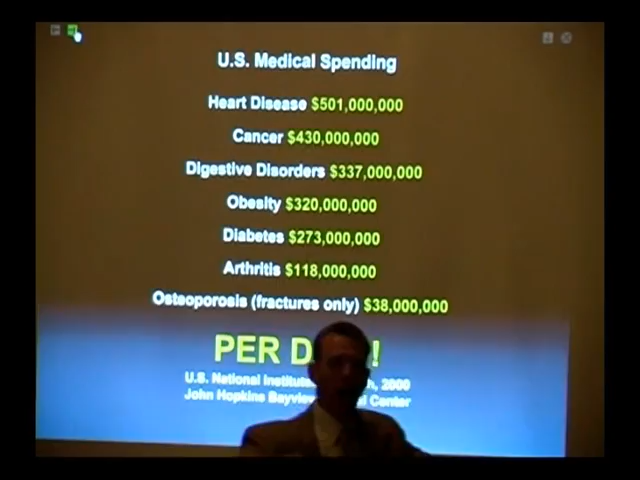 U.S. Medical Spending
Heart Disease $501,000,000
Cancer $430,000,000
Digestive Disorders $337,000,000
Obesity $320,000,000
Diabetes $273,000,000
Arthritis $118,000,000
Osteoporosis (fractures only) $38,000,000
PER D !
U.S. National Institute h, 2000
John Hopkins Bayview l Center